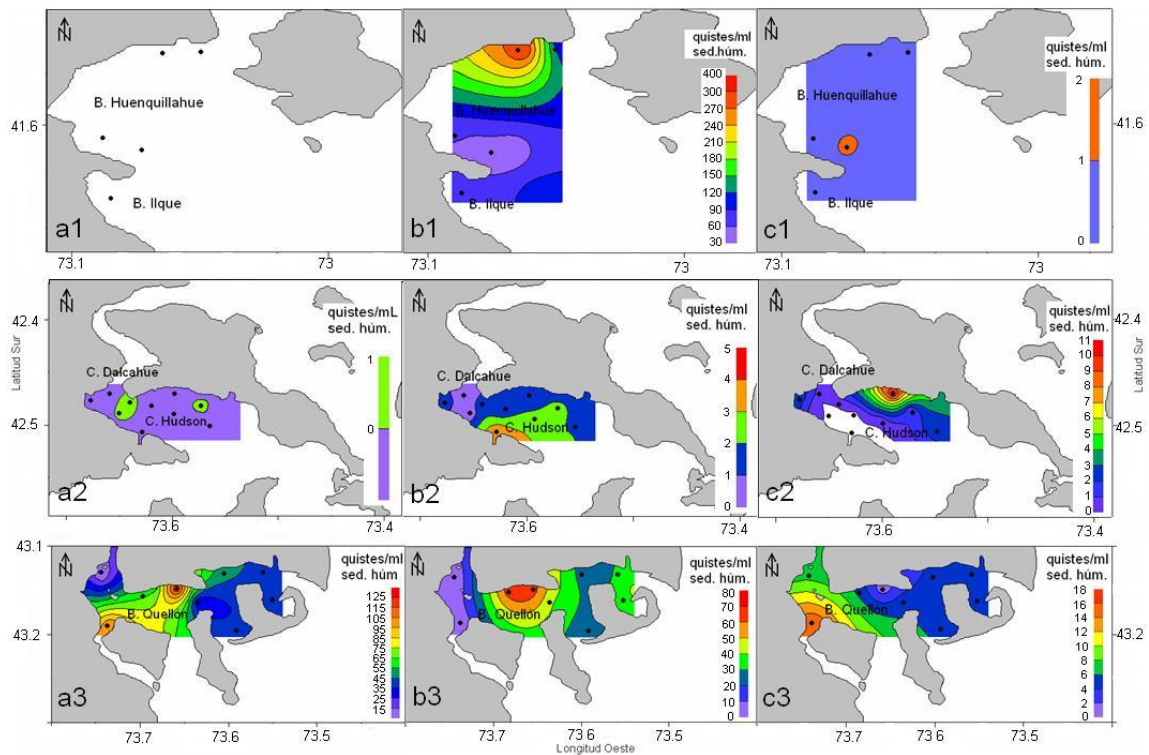 N
B. Huenquillahue
B. Ilque
a1
41.6
73.1
73
N
quistes/ml
sed.húm.
400
300
270
240
210
180
150
120
90
60
30
B. Huenquillahue
B. Ilque
b1
73.1
73
N
quistes/ml
sed. húm.
2
1
0
B. Huenquillahue
B. Ilque
c1
41.6
73.1
73
N
quistes/mL
sed. húm.
1
0
C. Dalcahue
C. Hudson
a2
42.4
42.5
Latitud Sur
73.6
73.4
N
quistes/ml
sed. húm.
5
4
3
2
1
0
C. Dalcahue
C. Hudson
b2
73.6
73.4
N
quistes/ml
sed. húm.
11
10
9
8
7
6
5
4
3
2
1
0
C. Dalcahue
C. Hudson
c2
42.4
42.5
Latitud Sur
73.6
73.4
N
quistes/ml
sed. húm.
125
115
105
95
85
75
65
55
45
35
25
15
B. Quellón
a3
43.1
43.2
73.7
73.6
73.5
N
quistes/ml
sed. húm.
80
70
60
50
40
30
20
10
0
B. Quellón
b3
73.7
73.6
73.5
N
quistes/ml
sed. húm.
18
16
14
12
10
8
6
4
2
0
B. Quellón
c3
43.2
73.7
73.6
73.5
Longitud Oeste